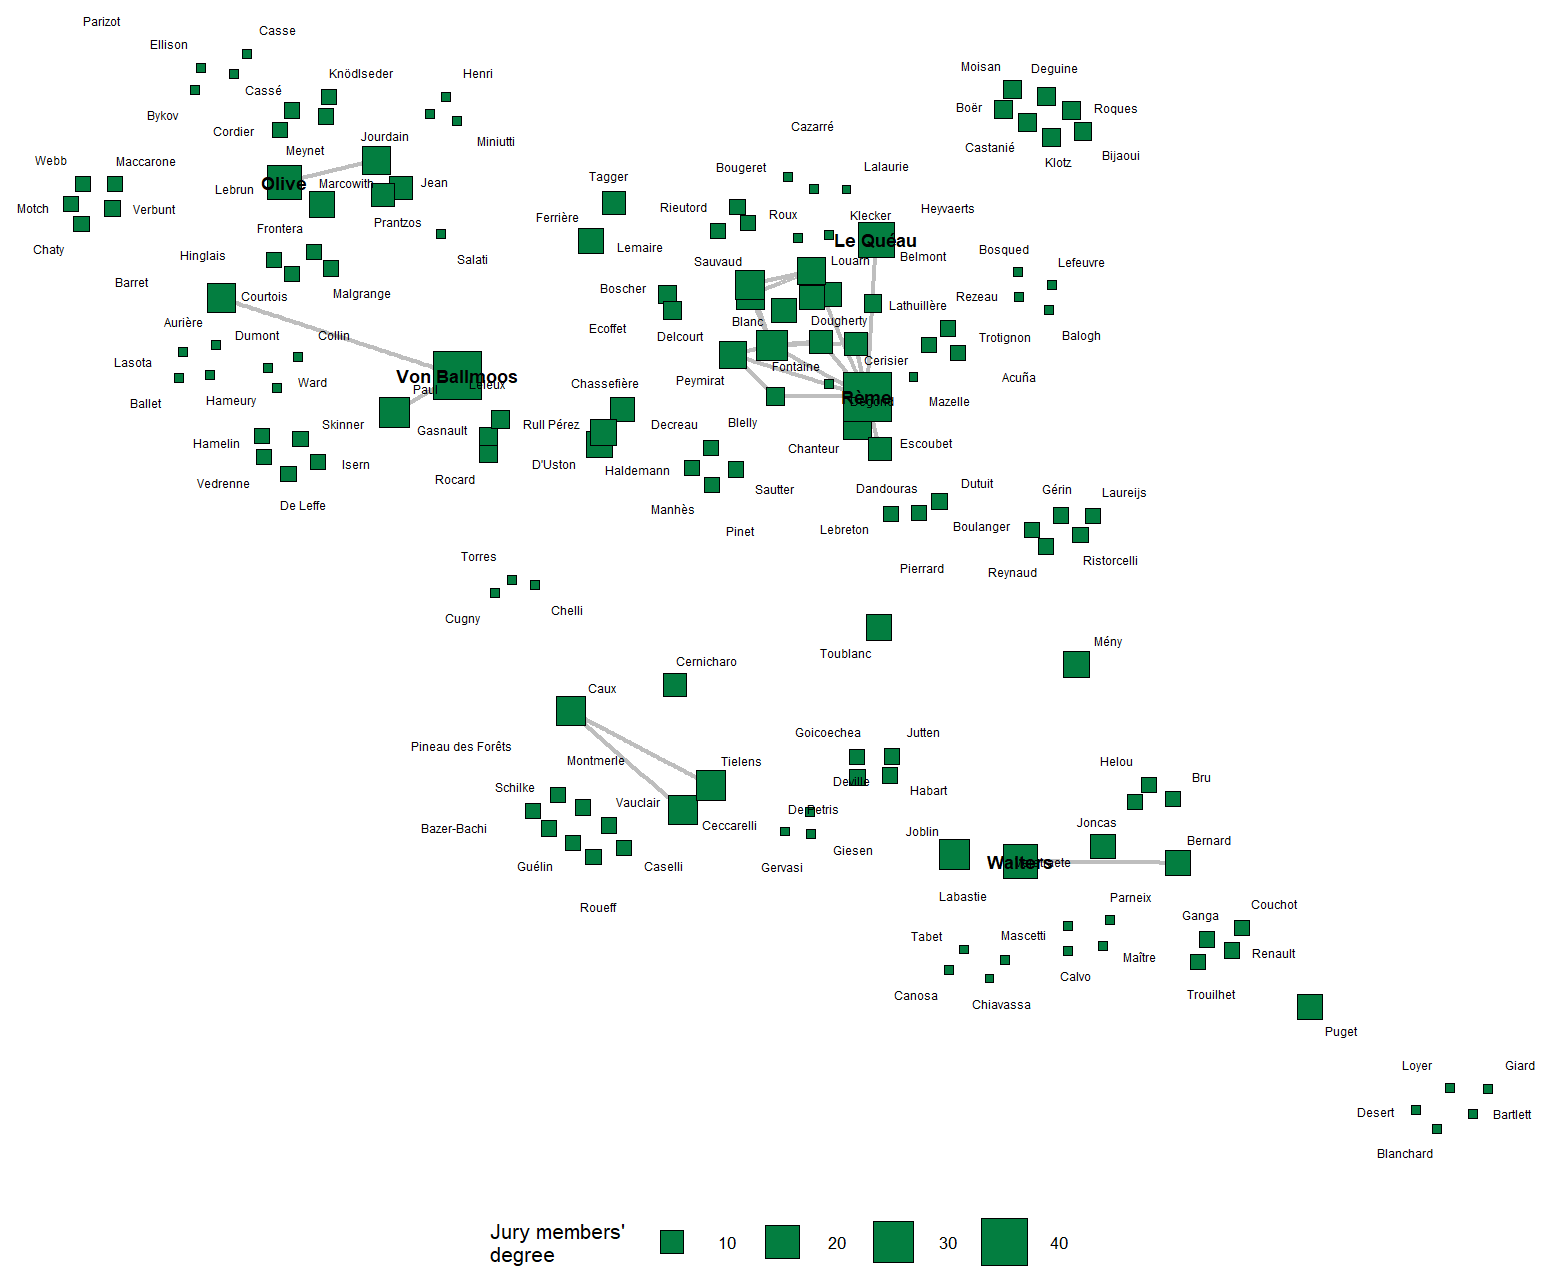 Parizot
Casse
Ellison
Knödlseder
Henri
Cassé
Bykov
Cordier
Miniutti
Jourdain
Meynet
Webb
Maccarone
Lebrun
Olive
Marcowith
Jean
Motch
Verbunt
Prantzos
Frontera
Chaty
Hinglais
Salati
Barret
Courtois
Malgrange
Aurière
Dumont
Collin
Lasota
Ward
Ballet
Hameury
Von Ballmoos
Paul
Leleux
Skinner
Gasnault
Hamelin
Isern
Rocard
Vedrenne
De Leffe
Moisan
Deguine
Boër
Roques
Castanié
Klotz
Bijaoui
Cazarré
Bougeret
Lalaurie
Tagger
Rieutord
Roux
Klecker
Heyvaerts
Ferrière
Lemaire
Le Quéau
Belmont
Bosqued
Sauvaud
Louarn
Lefeuvre
Boscher
Rezeau
Lathuillère
Ecoffet
Delcourt
Blanc
Dougherty
Trotignon
Balogh
Fontaine
Cerisier
Peymirat
Acuña
Chassefière
Rème
Mazelle
Rull Pérez
Decreau
Blelly
D'Uston
Haldemann
Chanteur
Escoubet
Manhès
Sautter
Pinet
Dandouras
Dutuit
Gérin
Laureijs
Lebreton
Boulanger
Pierrard
Reynaud
Ristorcelli
Torres
Cugny
Chelli
Toublanc
Mény
Cernicharo
Caux
Pineau des Forêts
Montmerle
Tielens
Goicoechea
Jutten
Deville
Habart
Helou
Bru
Schilke
Vauclair
Bazer-Bachi
Ceccarelli
Giesen
Joblin
Joncas
Bernard
Guélin
Caselli
Gervasi
Walters
Roueff
Labastie
Parneix
Ganga
Couchot
Tabet
Mascetti
Maître
Renault
Canosa
Chiavassa
Calvo
Trouilhet
Puget
Loyer
Giard
Desert
Bartlett
Blanchard
Jury members'
degree
10
20
30
40